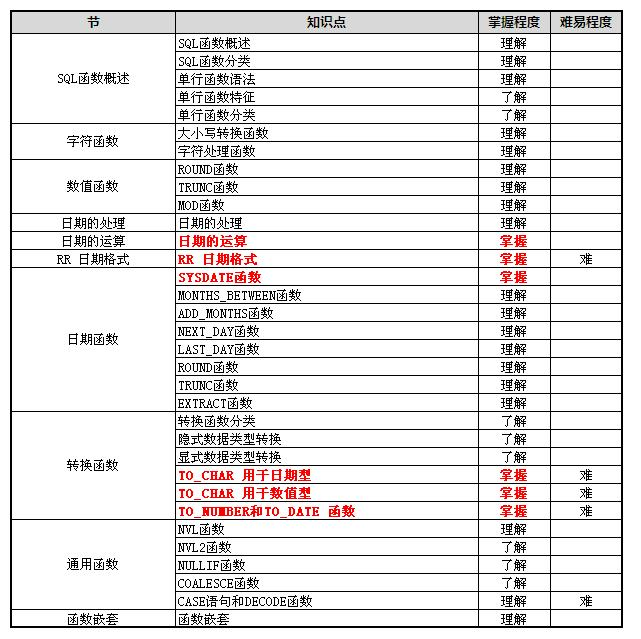 节 知识点 掌握程度 难易程度
SQL函数概述 SQL函数概述 理解
SQL函数分类 理解
单行函数语法 理解
单行函数特征 了解
单行函数分类 了解
字符函数 大小写转换函数 理解
字符处理函数 理解
数值函数 ROUND函数 理解
TRUNC函数 理解
MOD函数 理解
日期的处理 日期的处理 理解
日期的运算 日期的运算 掌握
RR 日期格式 RR 日期格式 掌握 难
日期函数 SYSDATE函数 掌握
MONTHS_BETWEEN函数 理解
ADD_MONTHS函数 理解
NEXT_DAY函数 理解
LAST_DAY函数 理解
ROUND函数 理解
TRUNC函数 理解
EXTRACT函数 理解
转换函数 转换函数分类 了解
隐式数据类型转换 了解
显式数据类型转换 了解
TO_CHAR 用于日期型 掌握 难
TO_CHAR 用于数值型 掌握 难
TO_NUMBER和TO_DATE 函数 掌握 难
通用函数 NVL函数 理解
NVL2函数 了解
NULLIF函数 了解
COALESCE函数 了解
CASE语句和DECODE函数 理解 难
函数嵌套 函数嵌套 理解